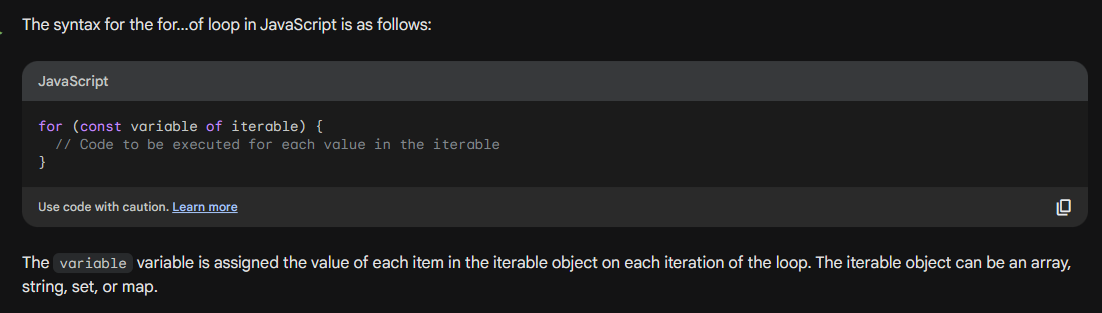 The syntax for the for...of loop in JavaScript is as follows:
JavaScript
for (const variable of iterable) {
  // Code to be executed for each value in the iterable
}
Use code with caution. Learn more
The variable variable is assigned the value of each item in the iterable object on each iteration of the loop. The iterable object can be an array,
string, set, or map.